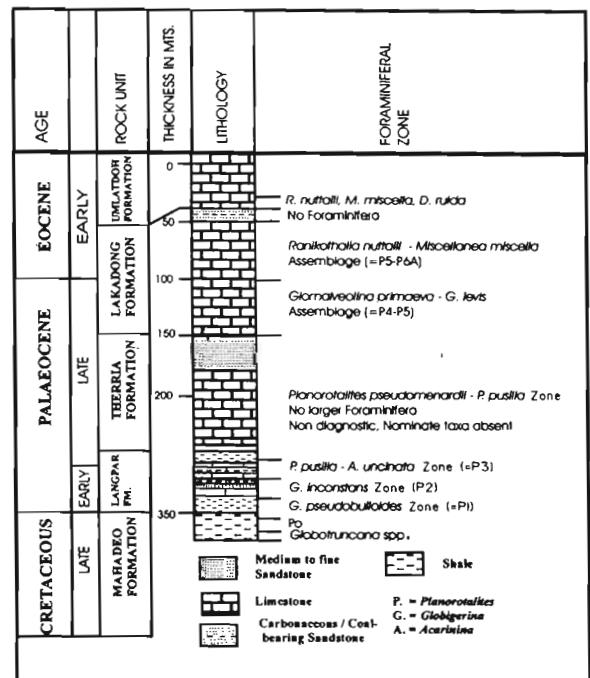 AGE
ROCK UNIT
THICKNESS IN MTS.
LITHOLOGY
FORAMINIFERAL
ZONE
EOCENE
EARLY
UMLATDOH
FORMATION
LAKADONG
FORMATION
PALAEOCENE
LATE
THERRIA
FORMATION
EARLY
LANGPAR
FM.
CRETACEOUS
LATE
MAHADEO
FORMATION
0
50
100
150
200
350
R. nuttalli, M. miscella, D. rutda
No Foraminifera
Ranikothalia nuttalli - Miscellanea miscella
Assemblage (=P5-P6A)
Glomalveolina primaeva - G. levis
Assemblage (=P4-P5)
Planorotalites pseudomenardii - P. pusilla Zone
No larger Foraminifera
Non diagnostic, Nominate taxa absent
P. pusilla - A. uncinata Zone (=P3)
G. inconstans Zone (P2)
G. pseudobulloides Zone (=P1)
Po
Globotruncana spp.
Medium to fine
Sandstone
Shale
Limestone
Carbonaceous / Coal-
bearing Sandstone
P. = Planorotalites
G. = Globigerina
A. = Acarinina